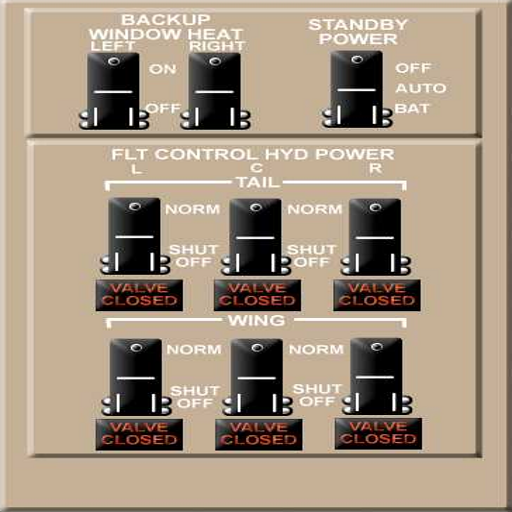 BACKUP
WINDOW HEAT
LEFT RIGHT
ON
OFF
STANDBY
POWER
OFF
AUTO
BAT
FLT CONTROL HYD POWER
L C R
TAIL
NORM NORM
SHUT OFF SHUT OFF
VALVE CLOSED VALVE CLOSED VALVE CLOSED
WING
NORM NORM
SHUT OFF SHUT OFF
VALVE CLOSED VALVE CLOSED VALVE CLOSED